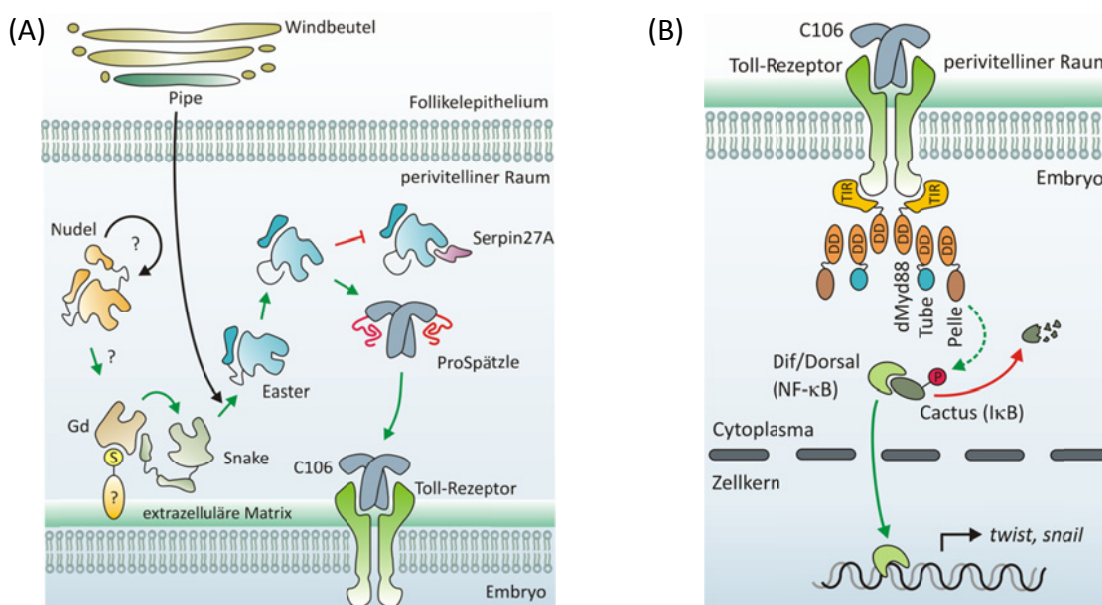 (A)
Windbeutel
Pipe
Follikelepithelium
perivitelliner Raum
Nudel
?
Serpin27A
?
ProSpätzle
Easter
Gd
S
Snake
?
C106
Toll-Rezeptor
extrazelluläre Matrix
Embryo
(B)
C106
Toll-Rezeptor
perivitelliner Raum
Embryo
TIR
TIR
DD
DD
DD
DD
DD
DD
dMyd88
Tube
Pelle
Dif/Dorsal
(NF-κB)
P
Cactus (IκB)
Cytoplasma
Zellkern
twist, snail